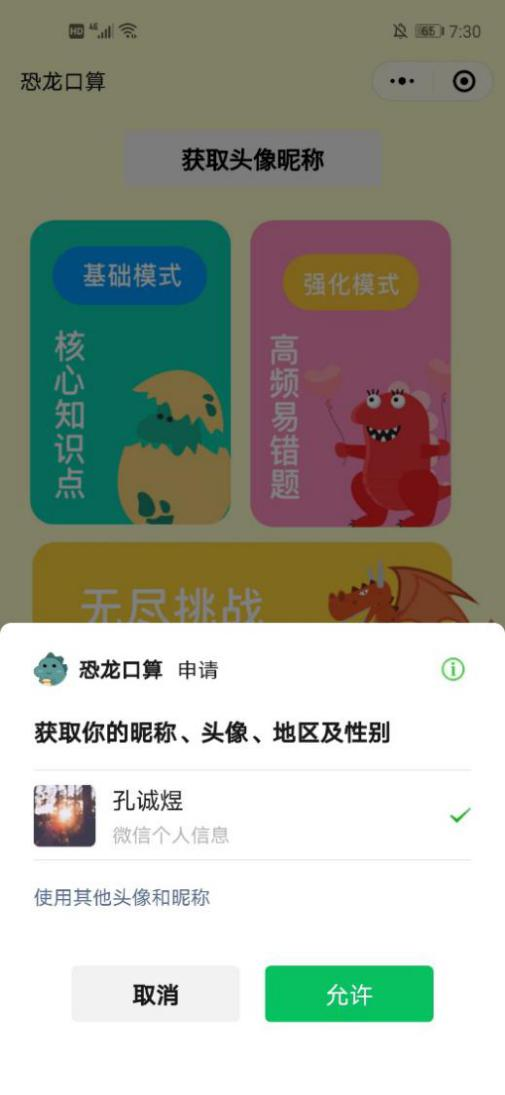 HD 4G 65 7:30
恐龙口算
获取头像昵称
基础模式
核心知识点
强化模式
高频易错题
无尽挑战
恐龙口算 申请
获取你的昵称、头像、地区及性别
孔诚煜
微信个人信息
使用其他头像和昵称
取消
允许